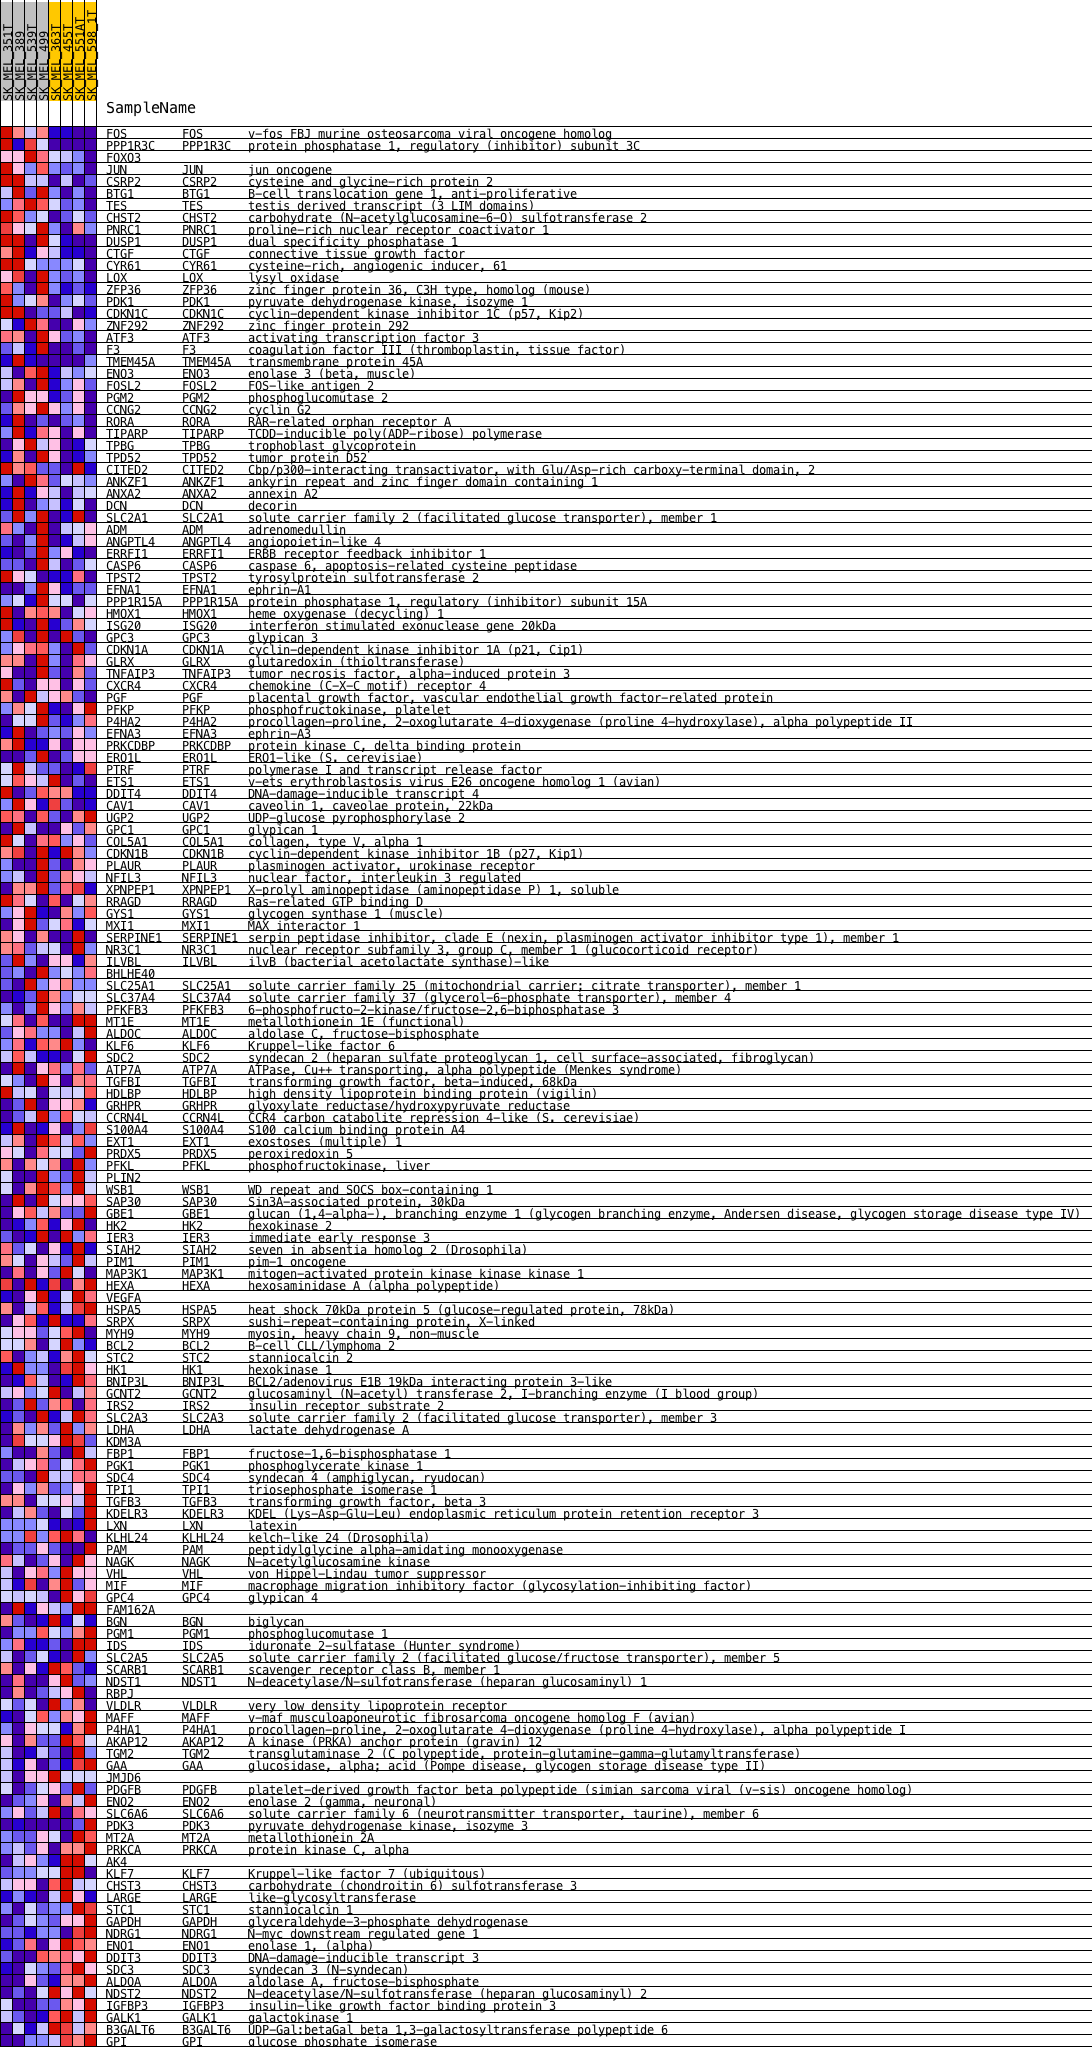 SK_MEL_351T
SK_MEL_389
SK_MEL_539T
SK_MEL_499
SK_MEL_363T
SK_MEL_455T
SK_MEL_551AT
SK_MEL_598_1T
SampleName
FOS FOS v-fos FBJ murine osteosarcoma viral oncogene homolog
PPP1R3C PPP1R3C protein phosphatase 1, regulatory (inhibitor) subunit 3C
FOXO3
JUN JUN jun oncogene
CSRP2 CSRP2 cysteine and glycine-rich protein 2
BTG1 BTG1 B-cell translocation gene 1, anti-proliferative
TES TES testis derived transcript (3 LIM domains)
CHST2 CHST2 carbohydrate (N-acetylglucosamine-6-O) sulfotransferase 2
PNRC1 PNRC1 proline-rich nuclear receptor coactivator 1
DUSP1 DUSP1 dual specificity phosphatase 1
CTGF CTGF connective tissue growth factor
CYR61 CYR61 cysteine-rich, angiogenic inducer, 61
LOX LOX lysyl oxidase
ZFP36 ZFP36 zinc finger protein 36, C3H type, homolog (mouse)
PDK1 PDK1 pyruvate dehydrogenase kinase, isozyme 1
CDKN1C CDKN1C cyclin-dependent kinase inhibitor 1C (p57, Kip2)
ZNF292 ZNF292 zinc finger protein 292
ATF3 ATF3 activating transcription factor 3
F3 F3 coagulation factor III (thromboplastin, tissue factor)
TMEM45A TMEM45A transmembrane protein 45A
ENO3 ENO3 enolase 3 (beta, muscle)
FOSL2 FOSL2 FOS-like antigen 2
PGM2 PGM2 phosphoglucomutase 2
CCNG2 CCNG2 cyclin G2
RORA RORA RAR-related orphan receptor A
TIPARP TIPARP TCDD-inducible poly(ADP-ribose) polymerase
TPBG TPBG trophoblast glycoprotein
TPD52 TPD52 tumor protein D52
CITED2 CITED2 Cbp/p300-interacting transactivator, with Glu/Asp-rich carboxy-terminal domain, 2
ANKZF1 ANKZF1 ankyrin repeat and zinc finger domain containing 1
ANXA2 ANXA2 annexin A2
DCN DCN decorin
SLC2A1 SLC2A1 solute carrier family 2 (facilitated glucose transporter), member 1
ADM ADM adrenomedullin
ANGPTL4 ANGPTL4 angiopoietin-like 4
ERRFI1 ERRFI1 ERBB receptor feedback inhibitor 1
CASP6 CASP6 caspase 6, apoptosis-related cysteine peptidase
TPST2 TPST2 tyrosylprotein sulfotransferase 2
EFNA1 EFNA1 ephrin-A1
PPP1R15A PPP1R15A protein phosphatase 1, regulatory (inhibitor) subunit 15A
HMOX1 HMOX1 heme oxygenase (decycling) 1
ISG20 ISG20 interferon stimulated exonuclease gene 20kDa
GPC3 GPC3 glypican 3
CDKN1A CDKN1A cyclin-dependent kinase inhibitor 1A (p21, Cip1)
GLRX GLRX glutaredoxin (thioltransferase)
TNFAIP3 TNFAIP3 tumor necrosis factor, alpha-induced protein 3
CXCR4 CXCR4 chemokine (C-X-C motif) receptor 4
PGF PGF placental growth factor, vascular endothelial growth factor-related protein
PFKP PFKP phosphofructokinase, platelet
P4HA2 P4HA2 procollagen-proline, 2-oxoglutarate 4-dioxygenase (proline 4-hydroxylase), alpha polypeptide II
EFNA3 EFNA3 ephrin-A3
PRKCDBP PRKCDBP protein kinase C, delta binding protein
ERO1L ERO1L ERO1-like (S. cerevisiae)
PTRF PTRF polymerase I and transcript release factor
ETS1 ETS1 v-ets erythroblastosis virus E26 oncogene homolog 1 (avian)
DDIT4 DDIT4 DNA-damage-inducible transcript 4
CAV1 CAV1 caveolin 1, caveolae protein, 22kDa
UGP2 UGP2 UDP-glucose pyrophosphorylase 2
GPC1 GPC1 glypican 1
COL5A1 COL5A1 collagen, type V, alpha 1
CDKN1B CDKN1B cyclin-dependent kinase inhibitor 1B (p27, Kip1)
PLAUR PLAUR plasminogen activator, urokinase receptor
NFIL3 NFIL3 nuclear factor, interleukin 3 regulated
XPNPEP1 XPNPEP1 X-prolyl aminopeptidase (aminopeptidase P) 1, soluble
RRAGD RRAGD Ras-related GTP binding D
GYS1 GYS1 glycogen synthase 1 (muscle)
MXI1 MXI1 MAX interactor 1
SERPINE1 SERPINE1 serpin peptidase inhibitor, clade E (nexin, plasminogen activator inhibitor type 1), member 1
NR3C1 NR3C1 nuclear receptor subfamily 3, group C, member 1 (glucocorticoid receptor)
ILVBL ILVBL ilvB (bacterial acetolactate synthase)-like
BHLHE40
SLC25A1 SLC25A1 solute carrier family 25 (mitochondrial carrier; citrate transporter), member 1
SLC37A4 SLC37A4 solute carrier family 37 (glycerol-6-phosphate transporter), member 4
PFKFB3 PFKFB3 6-phosphofructo-2-kinase/fructose-2,6-biphosphatase 3
MT1E MT1E metallothionein 1E (functional)
ALDOC ALDOC aldolase C, fructose-bisphosphate
KLF6 KLF6 Kruppel-like factor 6
SDC2 SDC2 syndecan 2 (heparan sulfate proteoglycan 1, cell surface-associated, fibroglycan)
ATP7A ATP7A ATPase, Cu++ transporting, alpha polypeptide (Menkes syndrome)
TGFBI TGFBI transforming growth factor, beta-induced, 68kDa
HDLBP HDLBP high density lipoprotein binding protein (vigilin)
GRHPR GRHPR glyoxylate reductase/hydroxypyruvate reductase
CCRN4L CCRN4L CCR4 carbon catabolite repression 4-like (S. cerevisiae)
S100A4 S100A4 S100 calcium binding protein A4
EXT1 EXT1 exostoses (multiple) 1
PRDX5 PRDX5 peroxiredoxin 5
PFKL PFKL phosphofructokinase, liver
PLIN2
WSB1 WSB1 WD repeat and SOCS box-containing 1
SAP30 SAP30 Sin3A-associated protein, 30kDa
GBE1 GBE1 glucan (1,4-alpha-), branching enzyme 1 (glycogen branching enzyme, Andersen disease, glycogen storage disease type IV)
HK2 HK2 hexokinase 2
IER3 IER3 immediate early response 3
SIAH2 SIAH2 seven in absentia homolog 2 (Drosophila)
PIM1 PIM1 pim-1 oncogene
MAP3K1 MAP3K1 mitogen-activated protein kinase kinase kinase 1
HEXA HEXA hexosaminidase A (alpha polypeptide)
VEGFA
HSPA5 HSPA5 heat shock 70kDa protein 5 (glucose-regulated protein, 78kDa)
SRPX SRPX sushi-repeat-containing protein, X-linked
MYH9 MYH9 myosin, heavy chain 9, non-muscle
BCL2 BCL2 B-cell CLL/lymphoma 2
STC2 STC2 stanniocalcin 2
HK1 HK1 hexokinase 1
BNIP3L BNIP3L BCL2/adenovirus E1B 19kDa interacting protein 3-like
GCNT2 GCNT2 glucosaminyl (N-acetyl) transferase 2, I-branching enzyme (I blood group)
IRS2 IRS2 insulin receptor substrate 2
SLC2A3 SLC2A3 solute carrier family 2 (facilitated glucose transporter), member 3
LDHA LDHA lactate dehydrogenase A
KDM3A
FBP1 FBP1 fructose-1,6-bisphosphatase 1
PGK1 PGK1 phosphoglycerate kinase 1
SDC4 SDC4 syndecan 4 (amphiglycan, ryudocan)
TPI1 TPI1 triosephosphate isomerase 1
TGFB3 TGFB3 transforming growth factor, beta 3
KDELR3 KDELR3 KDEL (Lys-Asp-Glu-Leu) endoplasmic reticulum protein retention receptor 3
LXN LXN latexin
KLHL24 KLHL24 kelch-like 24 (Drosophila)
PAM PAM peptidylglycine alpha-amidating monooxygenase
NAGK NAGK N-acetylglucosamine kinase
VHL VHL von Hippel-Lindau tumor suppressor
MIF MIF macrophage migration inhibitory factor (glycosylation-inhibiting factor)
GPC4 GPC4 glypican 4
FAM162A
BGN BGN biglycan
PGM1 PGM1 phosphoglucomutase 1
IDS IDS iduronate 2-sulfatase (Hunter syndrome)
SLC2A5 SLC2A5 solute carrier family 2 (facilitated glucose/fructose transporter), member 5
SCARB1 SCARB1 scavenger receptor class B, member 1
NDST1 NDST1 N-deacetylase/N-sulfotransferase (heparan glucosaminyl) 1
RBPJ
VLDLR VLDLR very low density lipoprotein receptor
MAFF MAFF v-maf musculoaponeurotic fibrosarcoma oncogene homolog F (avian)
P4HA1 P4HA1 procollagen-proline, 2-oxoglutarate 4-dioxygenase (proline 4-hydroxylase), alpha polypeptide I
AKAP12 AKAP12 A kinase (PRKA) anchor protein (gravin) 12
TGM2 TGM2 transglutaminase 2 (C polypeptide, protein-glutamine-gamma-glutamyltransferase)
GAA GAA glucosidase, alpha; acid (Pompe disease, glycogen storage disease type II)
JMJD6
PDGFB PDGFB platelet-derived growth factor beta polypeptide (simian sarcoma viral (v-sis) oncogene homolog)
ENO2 ENO2 enolase 2 (gamma, neuronal)
SLC6A6 SLC6A6 solute carrier family 6 (neurotransmitter transporter, taurine), member 6
PDK3 PDK3 pyruvate dehydrogenase kinase, isozyme 3
MT2A MT2A metallothionein 2A
PRKCA PRKCA protein kinase C, alpha
AK4
KLF7 KLF7 Kruppel-like factor 7 (ubiquitous)
CHST3 CHST3 carbohydrate (chondroitin 6) sulfotransferase 3
LARGE LARGE like-glycosyltransferase
STC1 STC1 stanniocalcin 1
GAPDH GAPDH glyceraldehyde-3-phosphate dehydrogenase
NDRG1 NDRG1 N-myc downstream regulated gene 1
ENO1 ENO1 enolase 1, (alpha)
DDIT3 DDIT3 DNA-damage-inducible transcript 3
SDC3 SDC3 syndecan 3 (N-syndecan)
ALDOA ALDOA aldolase A, fructose-bisphosphate
NDST2 NDST2 N-deacetylase/N-sulfotransferase (heparan glucosaminyl) 2
IGFBP3 IGFBP3 insulin-like growth factor binding protein 3
GALK1 GALK1 galactokinase 1
B3GALT6 B3GALT6 UDP-Gal:betaGal beta 1,3-galactosyltransferase polypeptide 6
GPI GPI glucose phosphate isomerase